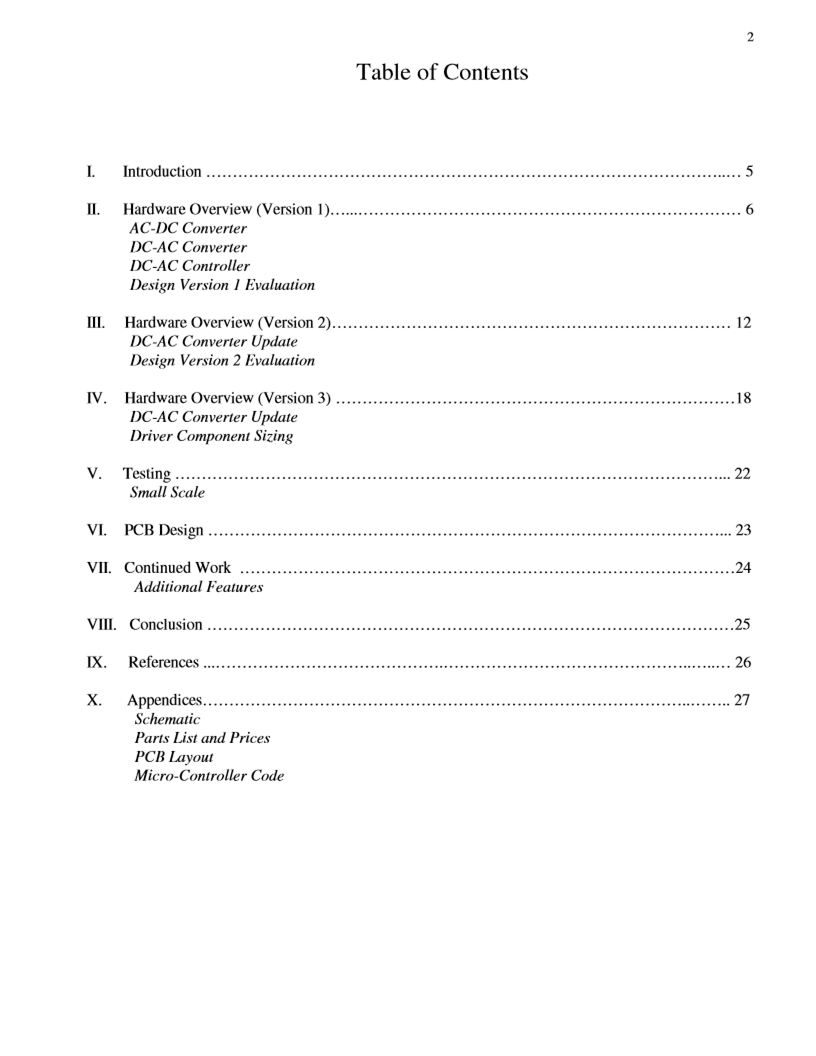 2
Table of Contents
I. Introduction ……………………………………………………………………………………..… 5
II. Hardware Overview (Version 1)…...……………………………………………………………… 6
AC-DC Converter
DC-AC Converter
DC-AC Controller
Design Version 1 Evaluation
III. Hardware Overview (Version 2)………………………………………………………………… 12
DC-AC Converter Update
Design Version 2 Evaluation
IV. Hardware Overview (Version 3) …………………………………………………………………18
DC-AC Converter Update
Driver Component Sizing
V. Testing …………………………………………………………………………………………... 22
Small Scale
VI. PCB Design ……………………………………………………………………………………... 23
VII. Continued Work …………………………………………………………………………………24
Additional Features
VIII. Conclusion ………………………………………………………………………………………25
IX. References ...…………………………………….………………………………………..…..… 26
X. Appendices………………………………………………………………………………..…….. 27
Schematic
Parts List and Prices
PCB Layout
Micro-Controller Code